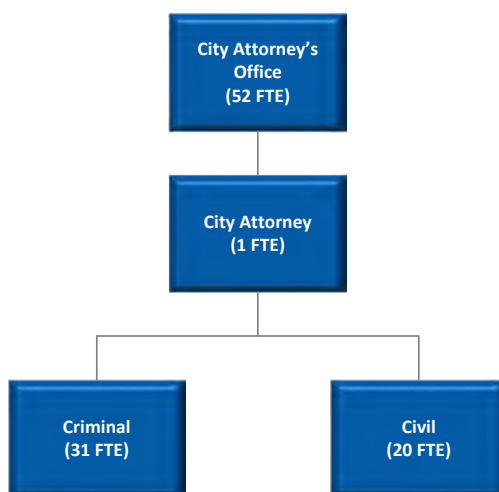 City Attorney’s
Office
(52 FTE)
City Attorney
(1 FTE)
Criminal
(31 FTE)
Civil
(20 FTE)